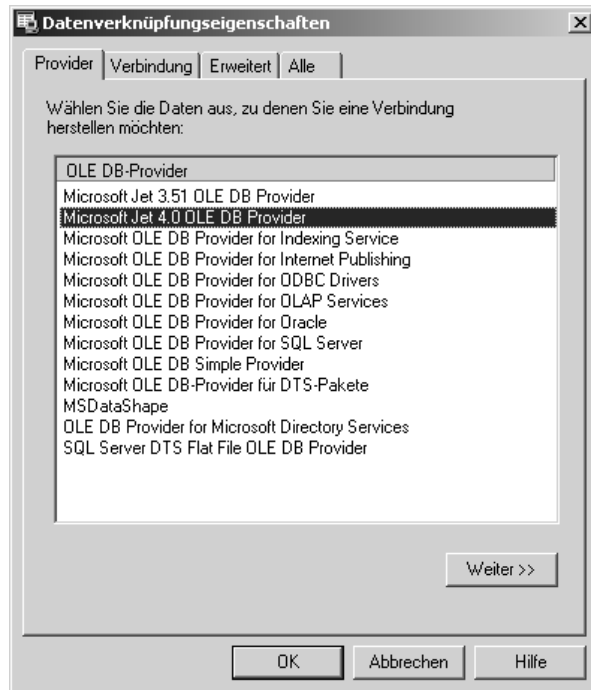 Datenverknüpfungseigenschaften
Provider Verbindung Erweitert Alle
Wählen Sie die Daten aus, zu denen Sie eine Verbindung
herstellen möchten:
OLE DB-Provider
Microsoft Jet 3.51 OLE DB Provider
Microsoft Jet 4.0 OLE DB Provider
Microsoft OLE DB Provider for Indexing Service
Microsoft OLE DB Provider for Internet Publishing
Microsoft OLE DB Provider for ODBC Drivers
Microsoft OLE DB Provider for OLAP Services
Microsoft OLE DB Provider for Oracle
Microsoft OLE DB Provider for SQL Server
Microsoft OLE DB Simple Provider
Microsoft OLE DB-Provider für DTS-Pakete
MSDataShape
OLE DB Provider for Microsoft Directory Services
SQL Server DTS Flat File OLE DB Provider
Weiter >>
OK Abbrechen Hilfe